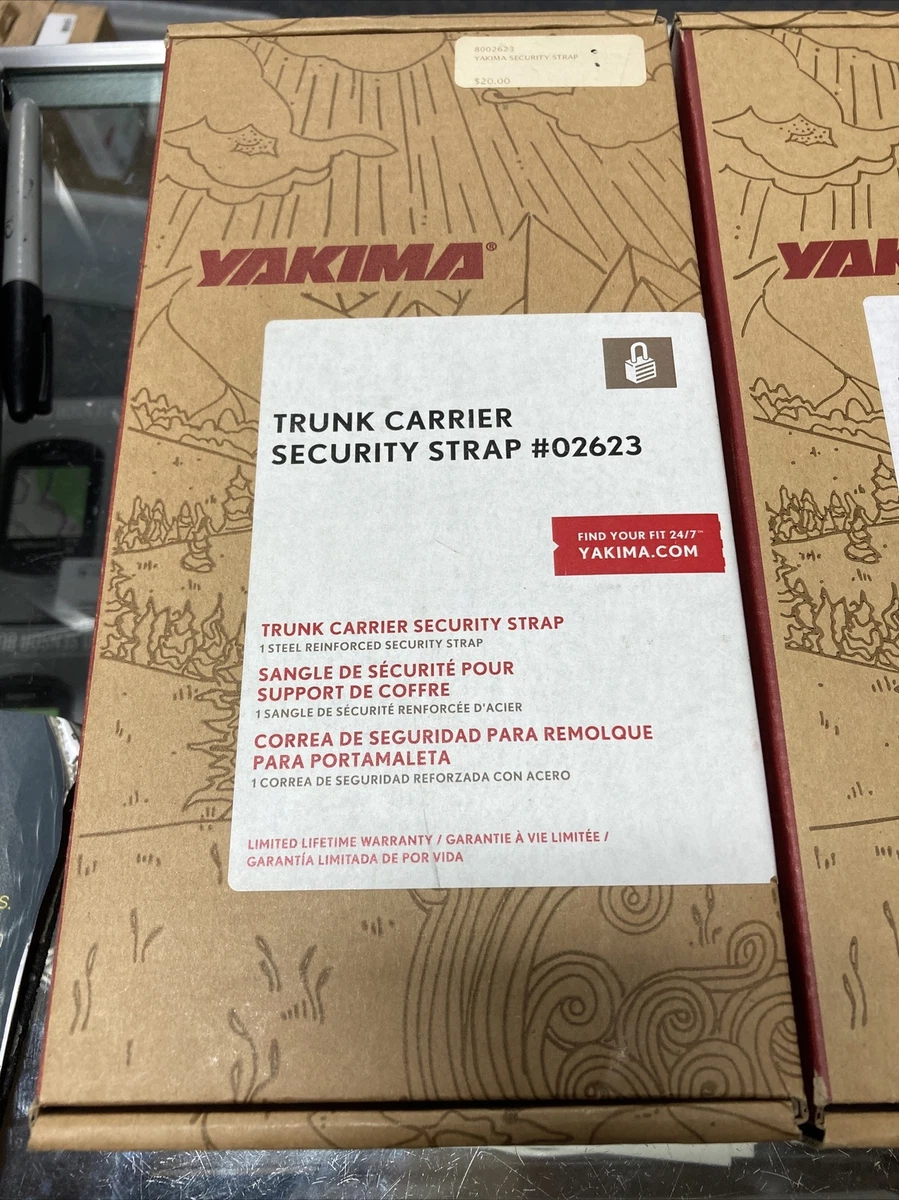 8002623
YAKIMA SECURITY STRAP
$20.00
YAKIMA®
YAK
TRUNK CARRIER
SECURITY STRAP #02623
FIND YOUR FIT 24/7™
YAKIMA.COM
TRUNK CARRIER SECURITY STRAP
1 STEEL REINFORCED SECURITY STRAP
SANGLE DE SÉCURITÉ POUR
SUPPORT DE COFFRE
1 SANGLE DE SÉCURITÉ RENFORCÉE D'ACIER
CORREA DE SEGURIDAD PARA REMOLQUE
PARA PORTAMALETA
1 CORREA DE SEGURIDAD REFORZADA CON ACERO
LIMITED LIFETIME WARRANTY / GARANTIE À VIE LIMITÉE /
GARANTÍA LIMITADA DE POR VIDA